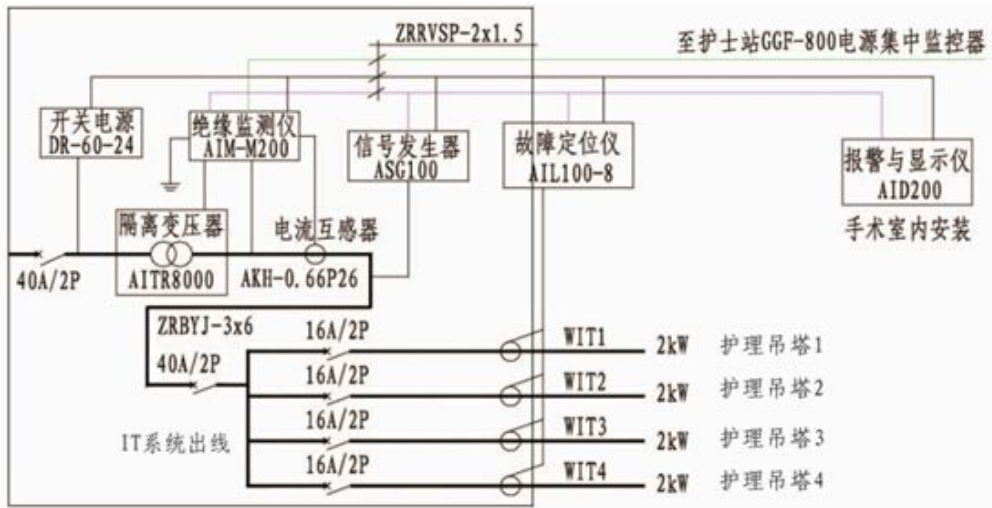 ZRRVSP-2x1.5
至护士站GGF-800电源集中监控器
开关电源
DR-60-24
绝缘监测仪
AIM-M200
信号发生器
ASG100
故障定位仪
AIL100-8
报警与显示仪
AID200
手术室内安装
隔离变压器
AITR8000
电流互感器
AKH-0.66P26
40A/2P
ZRBYJ-3x6
40A/2P
IT系统出线
16A/2P
WIT1
2kW
护理吊塔1
16A/2P
WIT2
2kW
护理吊塔2
16A/2P
WIT3
2kW
护理吊塔3
16A/2P
WIT4
2kW
护理吊塔4